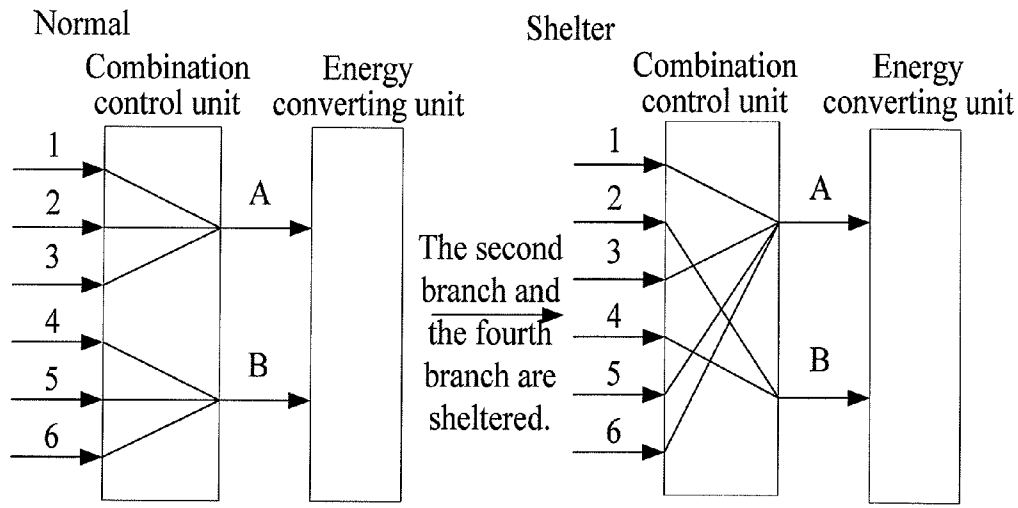 Normal
Combination
control unit
Energy
converting unit
1
2
3
4
5
6
A
B
The second
branch and
the fourth
branch are
sheltered.
Shelter
Combination
control unit
Energy
converting unit
1
2
3
4
5
6
A
B